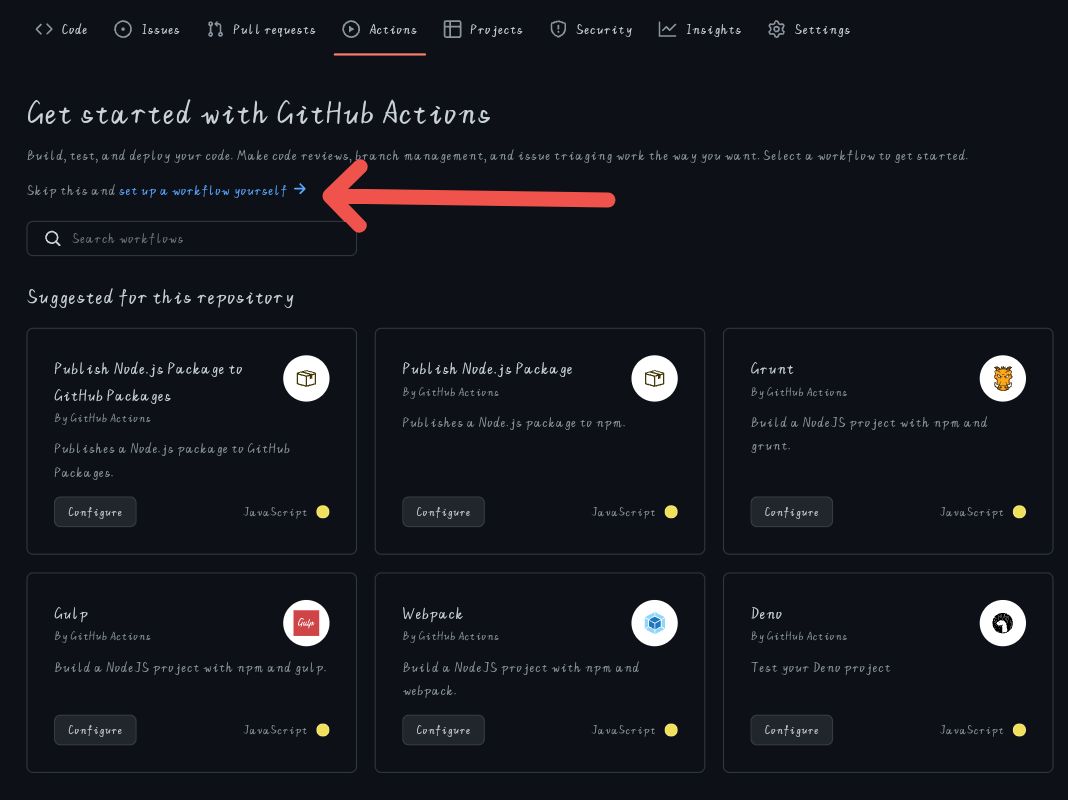 Code Issues Pull requests Actions Projects Security Insights Settings
Get started with GitHub Actions
Build, test, and deploy your code. Make code reviews, branch management, and issue triaging work the way you want. Select a workflow to get started.
Skip this and set up a workflow yourself →
Search workflows
Suggested for this repository
Publish Node.js Package to
GitHub Packages
By GitHub Actions
Publishes a Node.js package to GitHub
Packages.
Configure JavaScript
Publish Node.js Package
By GitHub Actions
Publishes a Node.js package to npm.
Configure JavaScript
Grunt
By GitHub Actions
Build a NodeJS project with npm and
grunt.
Configure JavaScript
Gulp
By GitHub Actions
Gulp
Build a NodeJS project with npm and gulp.
Configure JavaScript
Webpack
By GitHub Actions
Build a NodeJS project with npm and
webpack.
Configure JavaScript
Deno
By GitHub Actions
Test your Deno project
Configure JavaScript